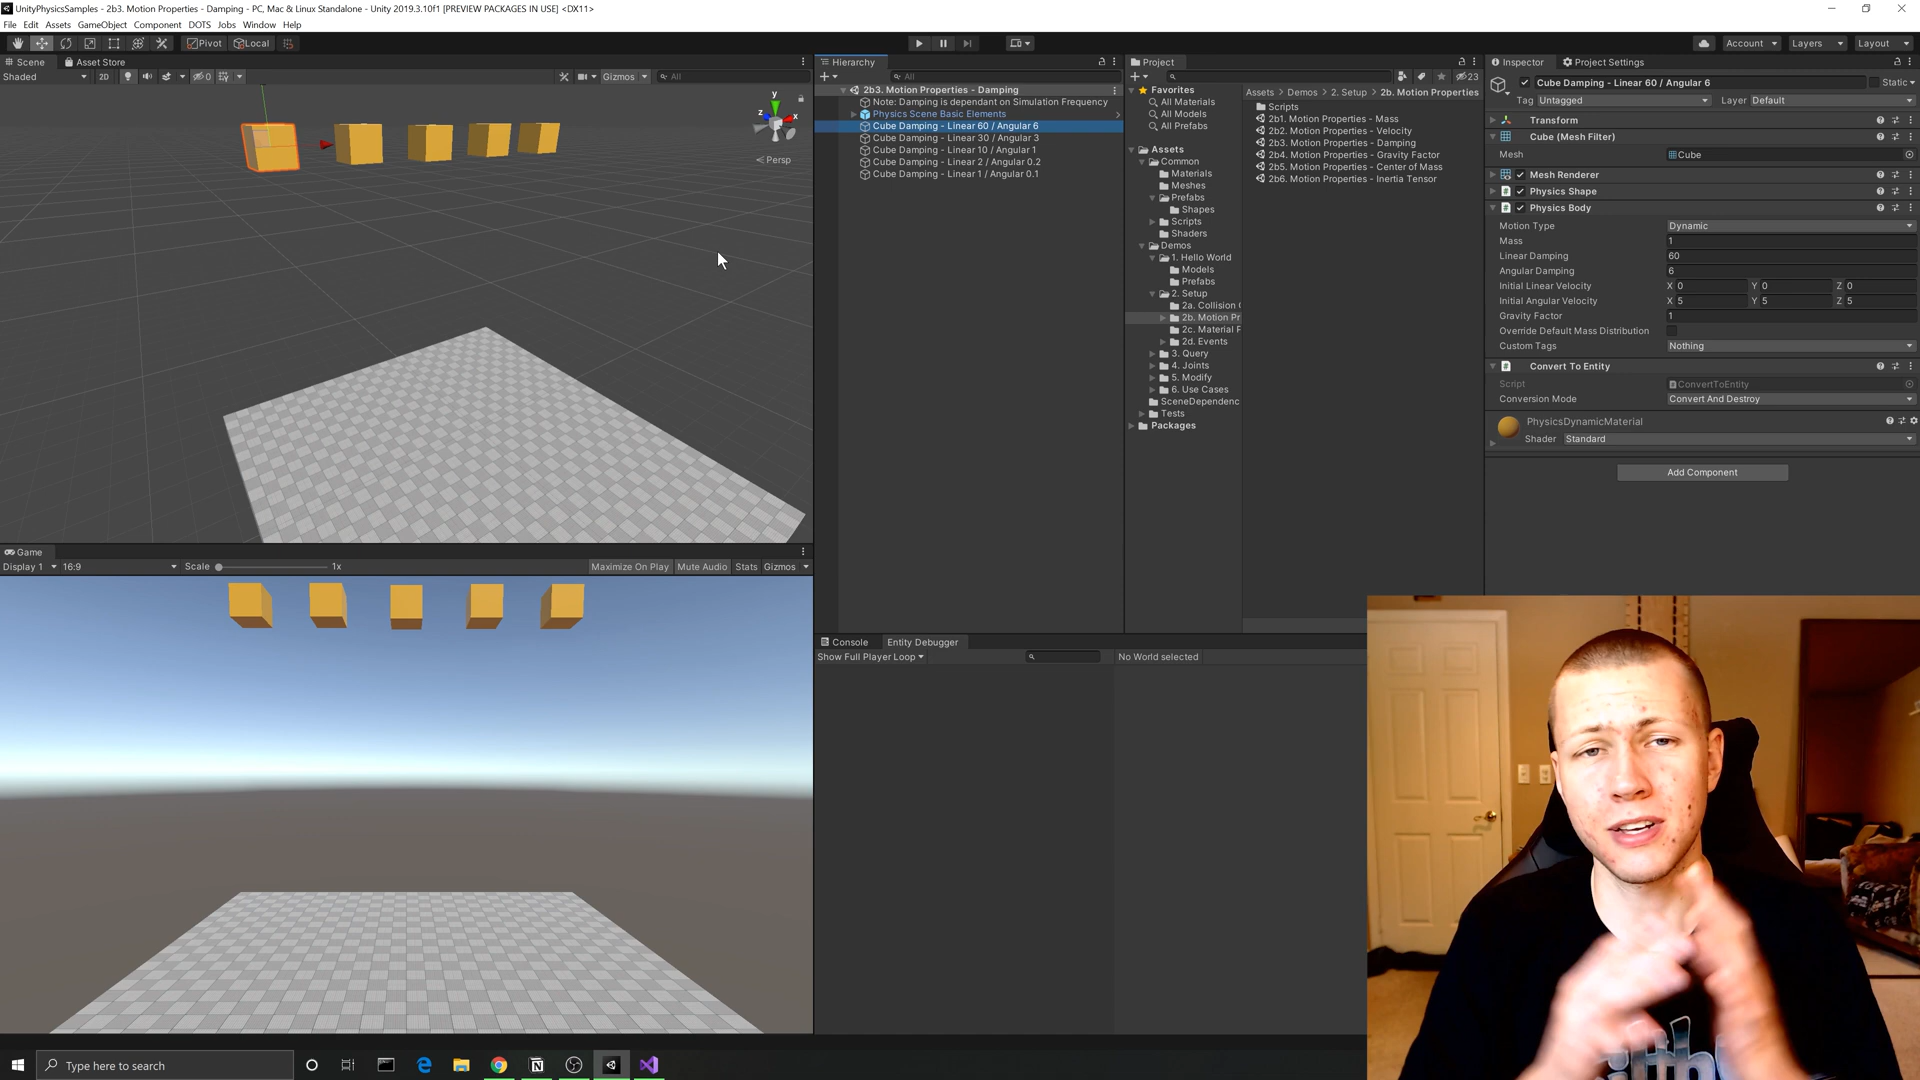 UnityPhysicsSamples - 2b3. Motion Properties - Damping - PC, Mac & Linux Standalone - Unity 2019.3.10f1 [PREVIEW PACKAGES IN USE] <DX11>
File Edit Assets GameObject Component DOTS Jobs Window Help
Pivot Local Account Layers Layout
Scene Asset Store
Shaded 2D 0 Gizmos All
y
z x
Persp
Hierarchy
All
2b3. Motion Properties - Damping
Note: Damping is dependant on Simulation Frequency
Physics Scene Basic Elements
Cube Damping - Linear 60 / Angular 6
Cube Damping - Linear 30 / Angular 3
Cube Damping - Linear 10 / Angular 1
Cube Damping - Linear 2 / Angular 0.2
Cube Damping - Linear 1 / Angular 0.1
Project
23
Favorites
All Materials
All Models
All Prefabs
Assets
Common
Materials
Meshes
Prefabs
Shapes
Scripts
Shaders
Demos
1. Hello World
Models
Prefabs
2. Setup
2a. Collision
2b. Motion Pr
2c. Material P
2d. Events
3. Query
4. Joints
5. Modify
6. Use Cases
SceneDependenc
Tests
Packages
Assets Demos 2. Setup 2b. Motion Properties
Scripts
2b1. Motion Properties - Mass
2b2. Motion Properties - Velocity
2b3. Motion Properties - Damping
2b4. Motion Properties - Gravity Factor
2b5. Motion Properties - Center of Mass
2b6. Motion Properties - Inertia Tensor
Inspector Project Settings
Cube Damping - Linear 60 / Angular 6 Static
Tag Untagged Layer Default
Transform
Cube (Mesh Filter)
Mesh Cube
Mesh Renderer
Physics Shape
Physics Body
Motion Type Dynamic
Mass 1
Linear Damping 60
Angular Damping 6
Initial Linear Velocity X 0 Y 0 Z 0
Initial Angular Velocity X 5 Y 5 Z 5
Gravity Factor 1
Override Default Mass Distribution
Custom Tags Nothing
Convert To Entity
Script ConvertToEntity
Conversion Mode Convert And Destroy
PhysicsDynamicMaterial
Shader Standard
Add Component
Game
Display 1 16:9 Scale 1x Maximize On Play Mute Audio Stats Gizmos
Console Entity Debugger
Show Full Player Loop No World selected
Type here to search